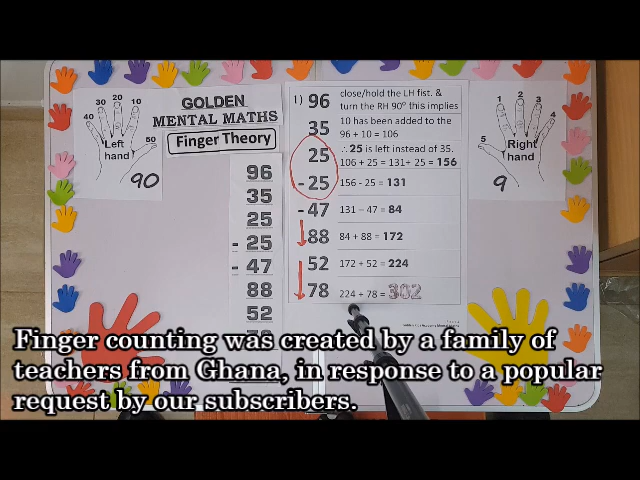 GOLDEN
MENTAL MATHS
Finger Theory
40 30 20 10 50
Left
hand
90
96
35
25
- 25
- 47
88
52
1) 96 close/hold the LH fist. &
turn the RH 90° this implies
35 10 has been added to the
96 + 10 = 106
25 ∴ 25 is left instead of 35.
106 + 25 = 131+ 25 = 156
- 25 156 - 25 = 131
- 47 131 – 47 = 84
88 84 + 88 = 172
52 172 + 52 = 224
78 224 + 78 = 302
5 1 2 3 4
Right
hand
9
Finger counting was created by a family of
teachers from Ghana, in response to a popular
request by our subscribers.